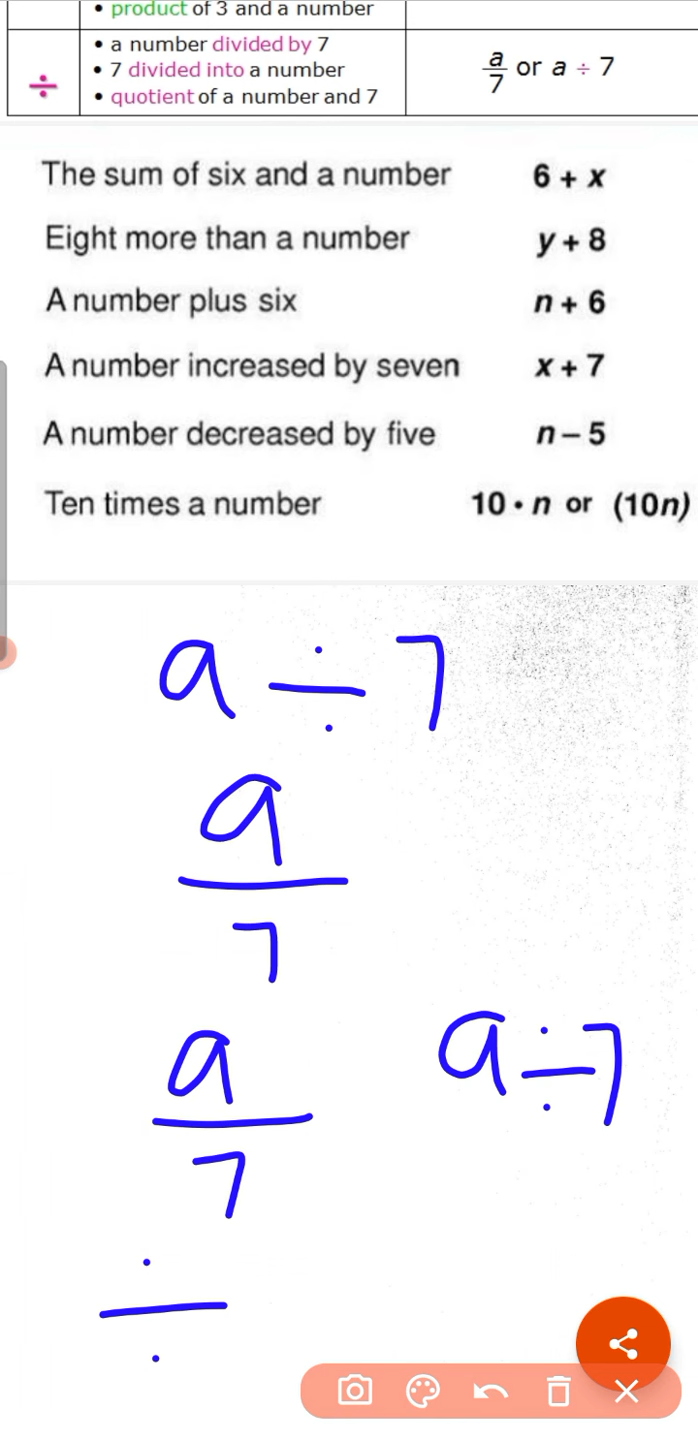 • product of 3 and a number
÷
• a number divided by 7
• 7 divided into a number
• quotient of a number and 7
a/7 or a ÷ 7
The sum of six and a number 6 + x
Eight more than a number y + 8
A number plus six n + 6
A number increased by seven x + 7
A number decreased by five n – 5
Ten times a number 10 • n or (10n)
a ÷ 7
a
7
a
7
a ÷ 7
÷